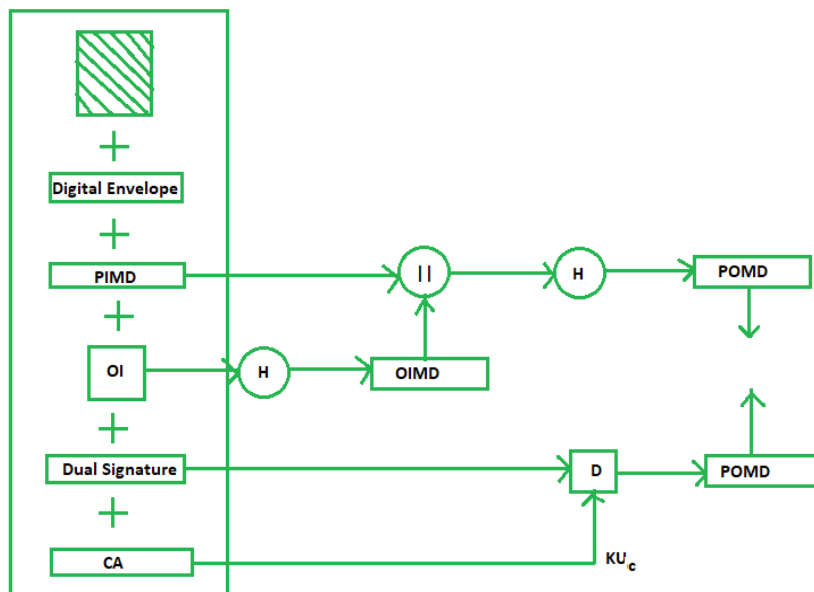 Digital Envelope
PIMD
||
H
POMD
OI
H
OIMD
Dual Signature
D
POMD
CA
KUc